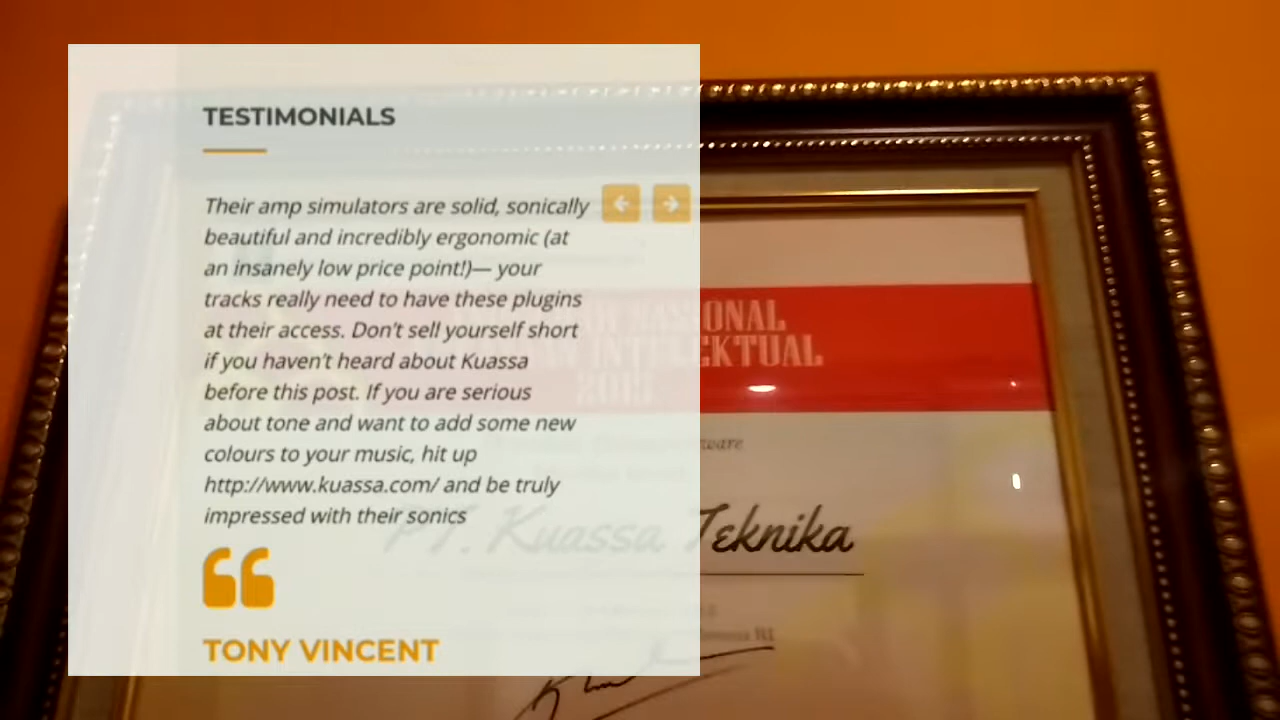 TESTIMONIALS
Their amp simulators are solid, sonically
beautiful and incredibly ergonomic (at
an insanely low price point!)— your
tracks really need to have these plugins
at their access. Don't sell yourself short
if you haven't heard about Kuassa
before this post. If you are serious
about tone and want to add some new
colours to your music, hit up
http://www.kuassa.com/ and be truly
impressed with their sonics
TONY VINCENT
NASIONAL
INTELEKTUAL
2015
PT. Kuassa Teknika